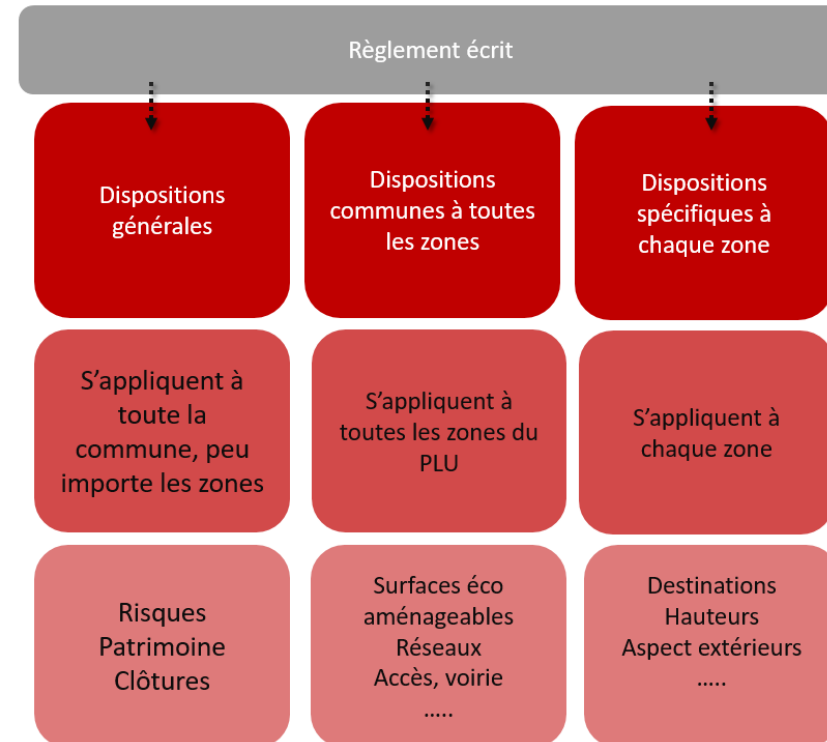 Règlement écrit
Dispositions
générales
Dispositions
communes à toutes
les zones
Dispositions
spécifiques à
chaque zone
S’appliquent à
toute la
commune, peu
importe les zones
S’appliquent à
toutes les zones du
PLU
S’appliquent à
chaque zone
Risques
Patrimoine
Clôtures
Surfaces éco
aménageables
Réseaux
Accès, voirie
…..
Destinations
Hauteurs
Aspect extérieurs
…..